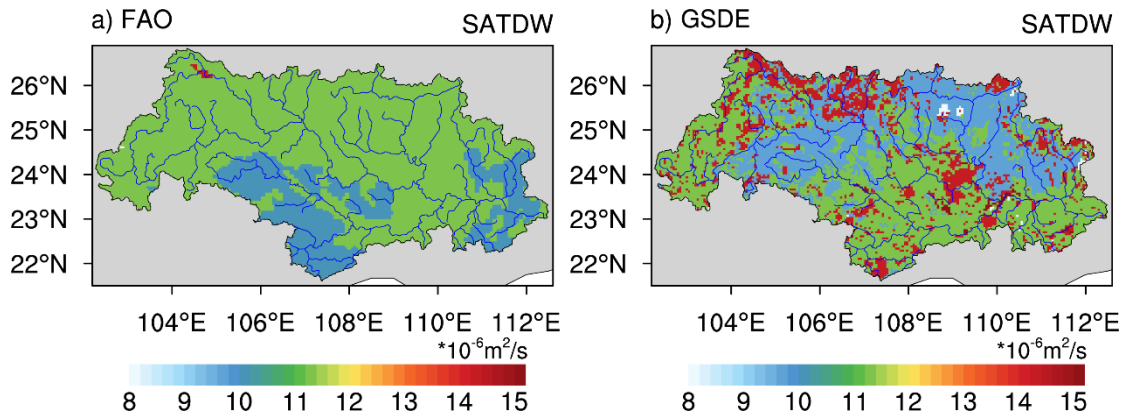 a) FAO SATDW b) GSDE SATDW
26°N 26°N
25°N 25°N
24°N 24°N
23°N 23°N
22°N 22°N
104°E 106°E 108°E 110°E 112°E 104°E 106°E 108°E 110°E 112°E
*10⁻⁶m²/s *10⁻⁶m²/s
8 9 10 11 12 13 14 15 8 9 10 11 12 13 14 15